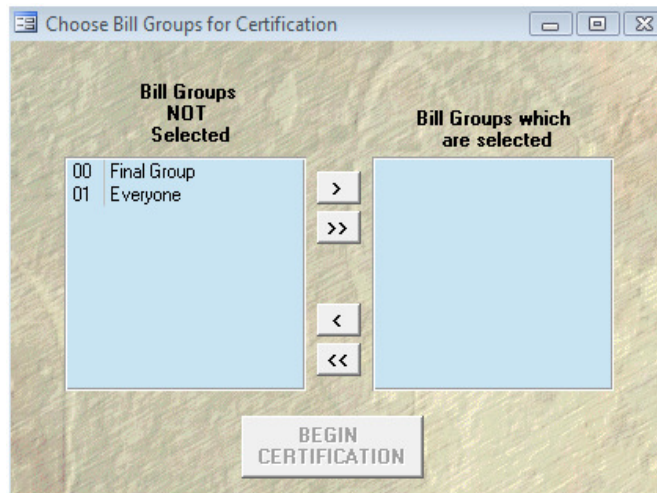 Choose Bill Groups for Certification
Bill Groups
NOT
Selected
Bill Groups which
are selected
00 Final Group
01 Everyone
>
>>
<
<<
BEGIN
CERTIFICATION